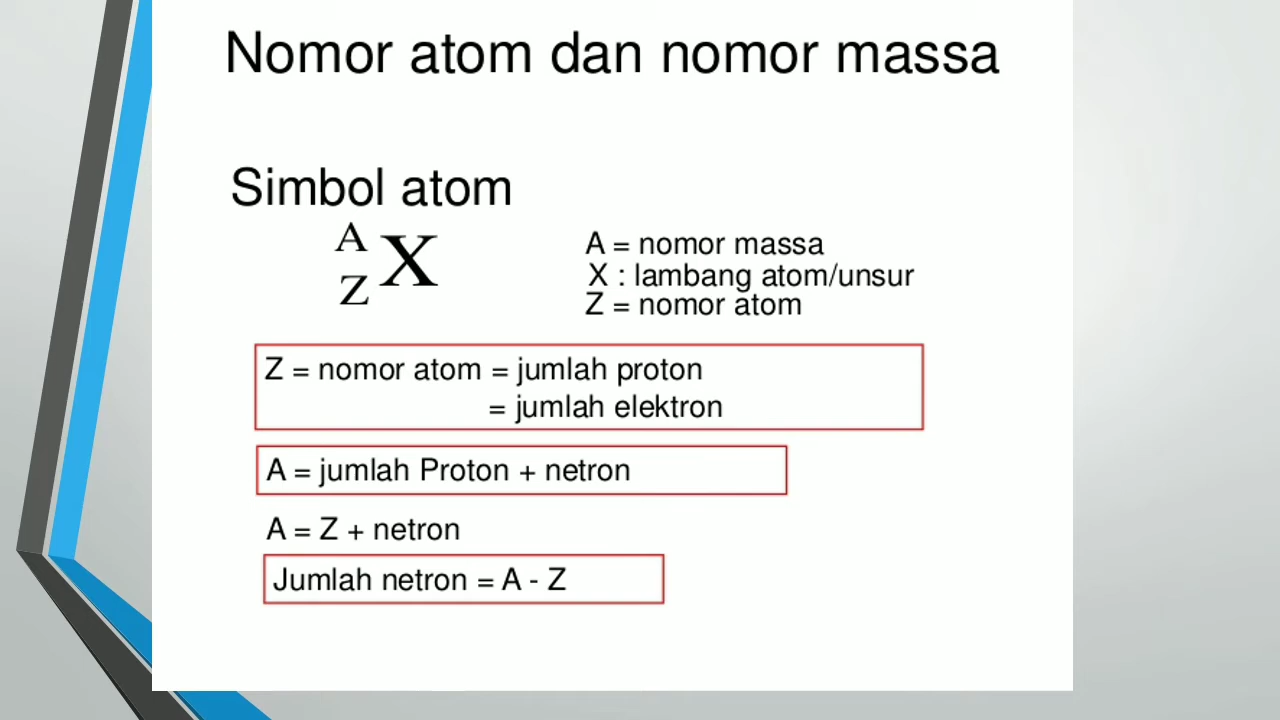 Nomor atom dan nomor massa
Simbol atom
A
X
Z
A = nomor massa
X : lambang atom/unsur
Z = nomor atom
Z = nomor atom = jumlah proton
= jumlah elektron
A = jumlah Proton + netron
A = Z + netron
Jumlah netron = A - Z